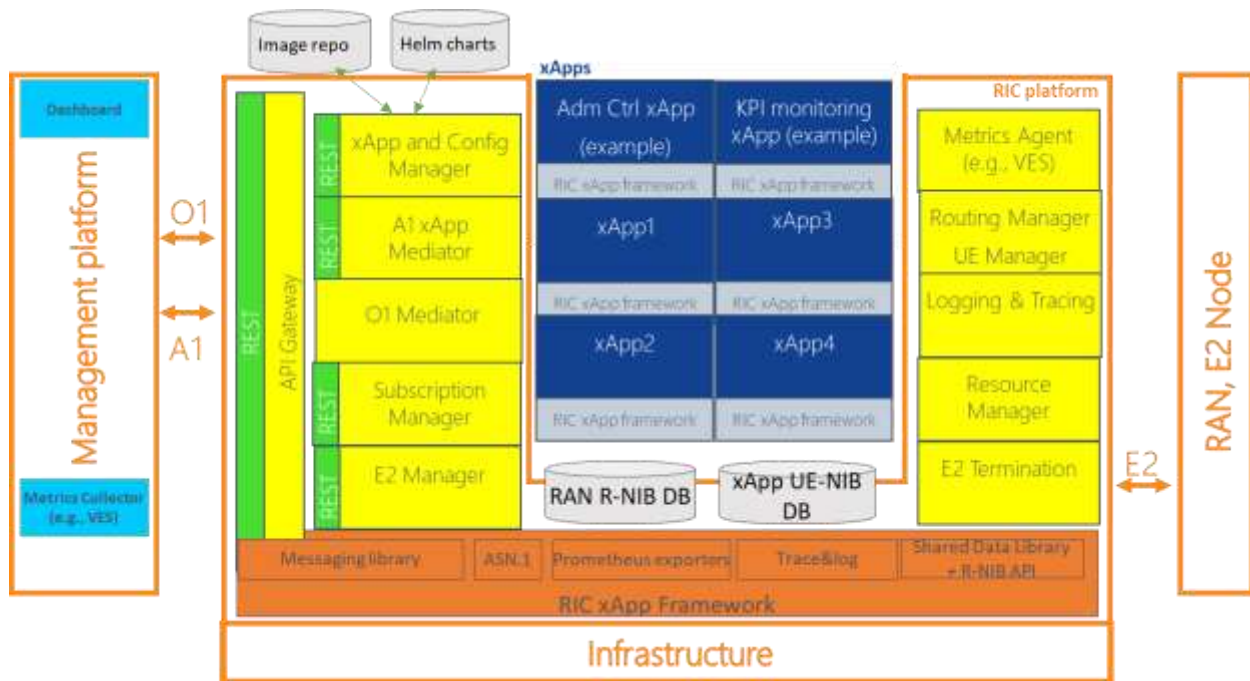 Image repo
Helm charts
xApps
RIC platform
Dashboard
Management platform
Metrics Collector
(e.g., VES)
O1
A1
REST
API Gateway
REST
xApp and Config
Manager
REST
A1 xApp
Mediator
O1 Mediator
REST
Subscription
Manager
REST
E2 Manager
Adm Ctrl xApp
(example)
KPI monitoring
xApp (example)
RIC xApp framework
RIC xApp framework
xApp1
xApp3
RIC xApp framework
RIC xApp framework
xApp2
xApp4
RIC xApp framework
RIC xApp framework
RAN R-NIB DB
xApp UE-NIB
DB
Metrics Agent
(e.g., VES)
Routing Manager
UE Manager
Logging & Tracing
Resource
Manager
E2 Termination
E2
RAN, E2 Node
Messaging library
ASN.1
Prometheus exporters
Trace&log
Shared Data Library
+ R-NIB API
RIC xApp Framework
Infrastructure